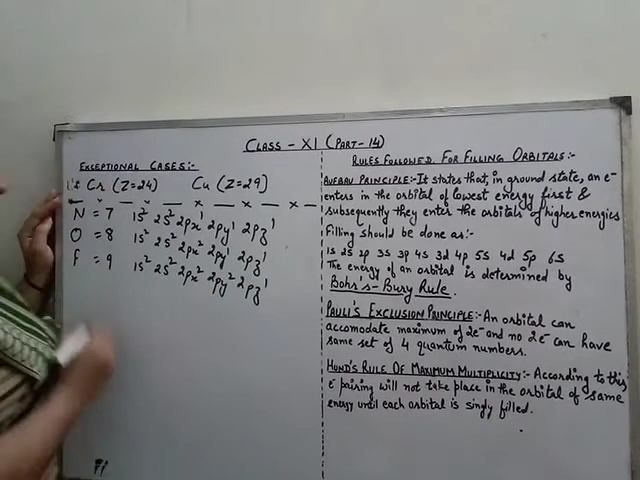 CLASS - XI (PART-14)
EXCEPTIONAL CASES:-
Cr (Z=24) Cu (Z=29)
N = 7 1s² 2s² 2px¹ 2py¹ 2pz¹
O = 8 1s² 2s² 2px² 2py¹ 2pz¹
F = 9 1s² 2s² 2px² 2py² 2pz¹
RULES FOLLOWED FOR FILLING ORBITALS:-
AUFBAU PRINCIPLE:- It states that, in ground state, an e⁻
enters in the orbital of lowest energy first &
subsequently they enter the orbitals of higher energies
Filling should be done as:-
1s 2s 2p 3s 3p 4s 3d 4p 5s 4d 5p 6s
The energy of an orbital is determined by
Bohr's-Bury Rule.
PAULI'S EXCLUSION PRINCIPLE:- An orbital can
accomodate maximum of 2e⁻ and no 2e⁻ can have
same set of 4 quantum numbers.
HUND'S RULE OF MAXIMUM MULTIPLICITY:- According to this
e⁻ pairing will not take place in the orbital of same
energy until each orbital is singly filled.